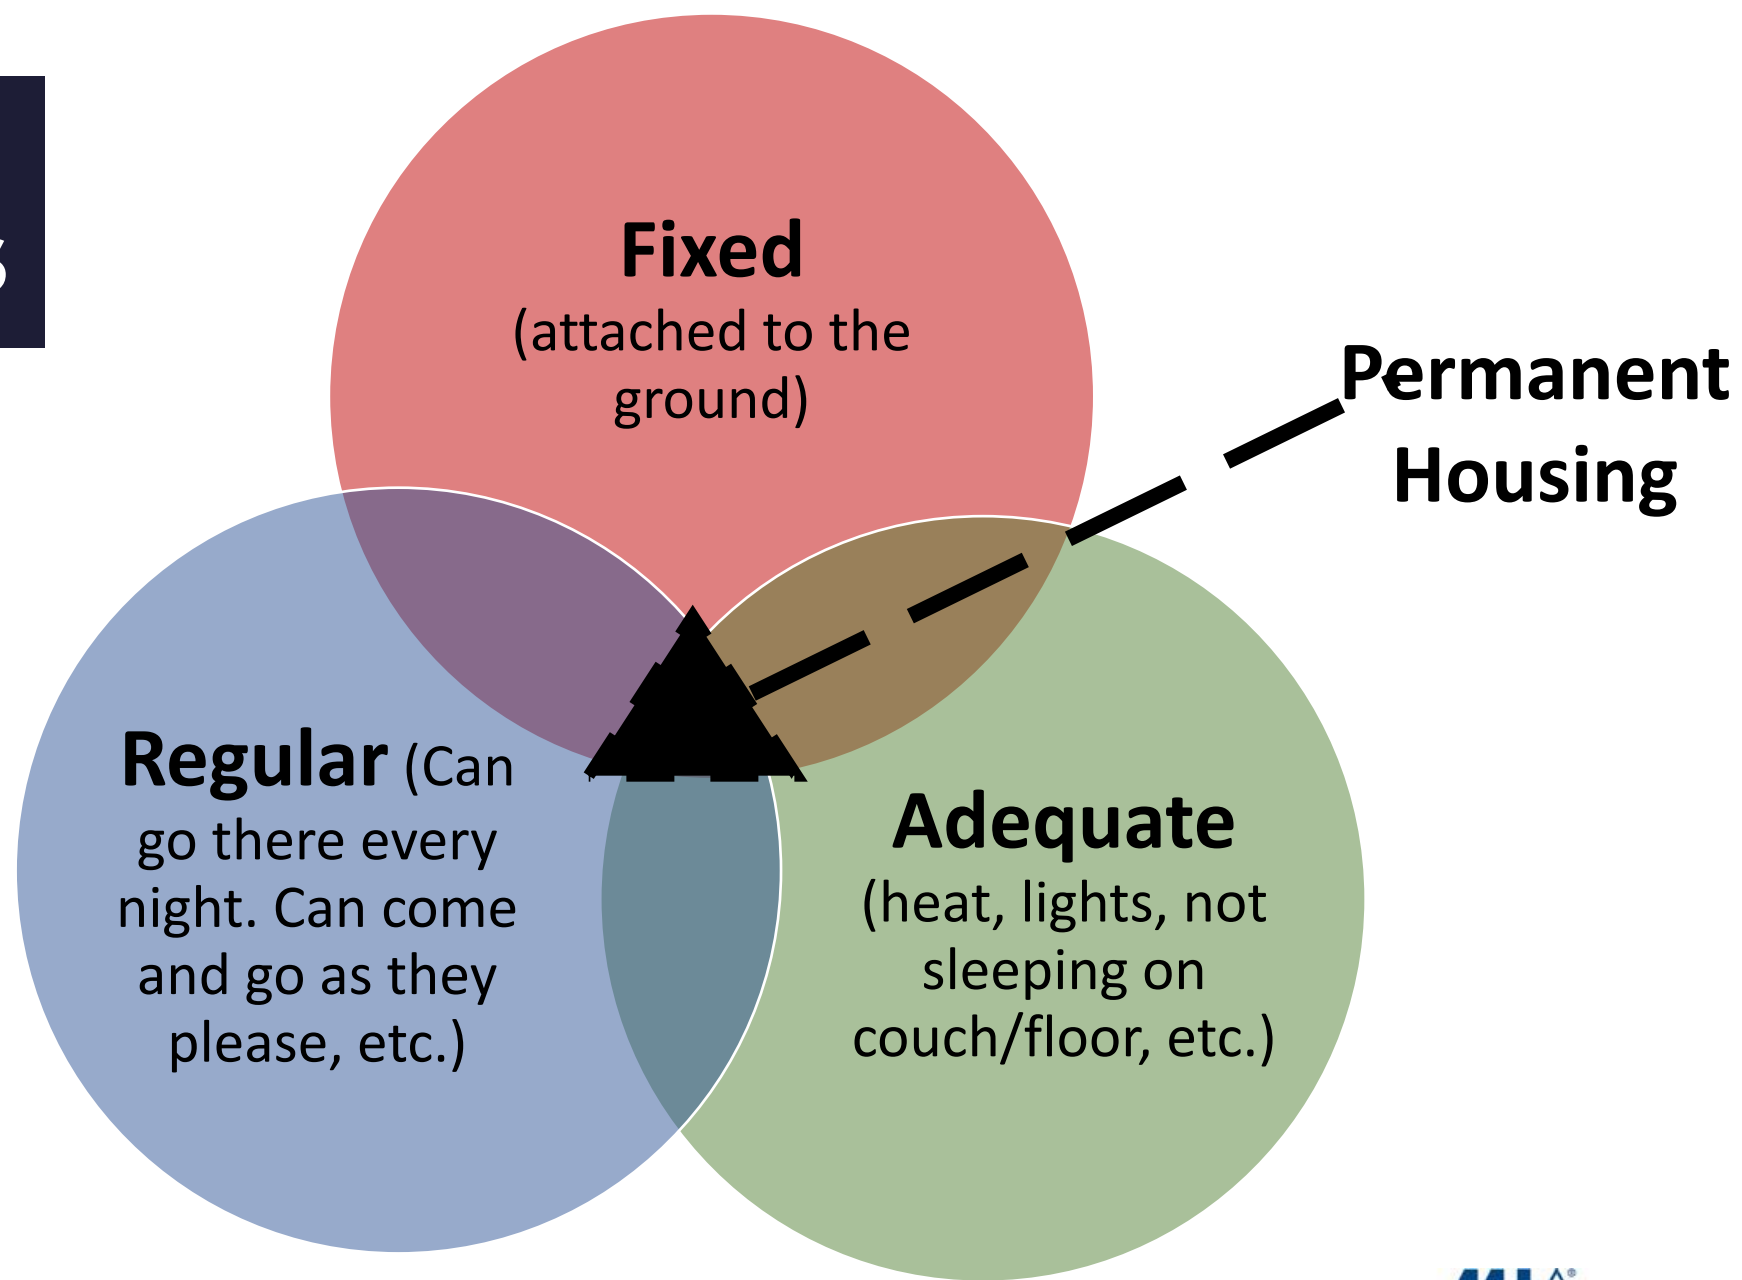 s
Fixed
(attached to the
ground)
Permanent
Housing
Regular (Can
go there every
night. Can come
and go as they
please, etc.)
Adequate
(heat, lights, not
sleeping on
couch/floor, etc.)